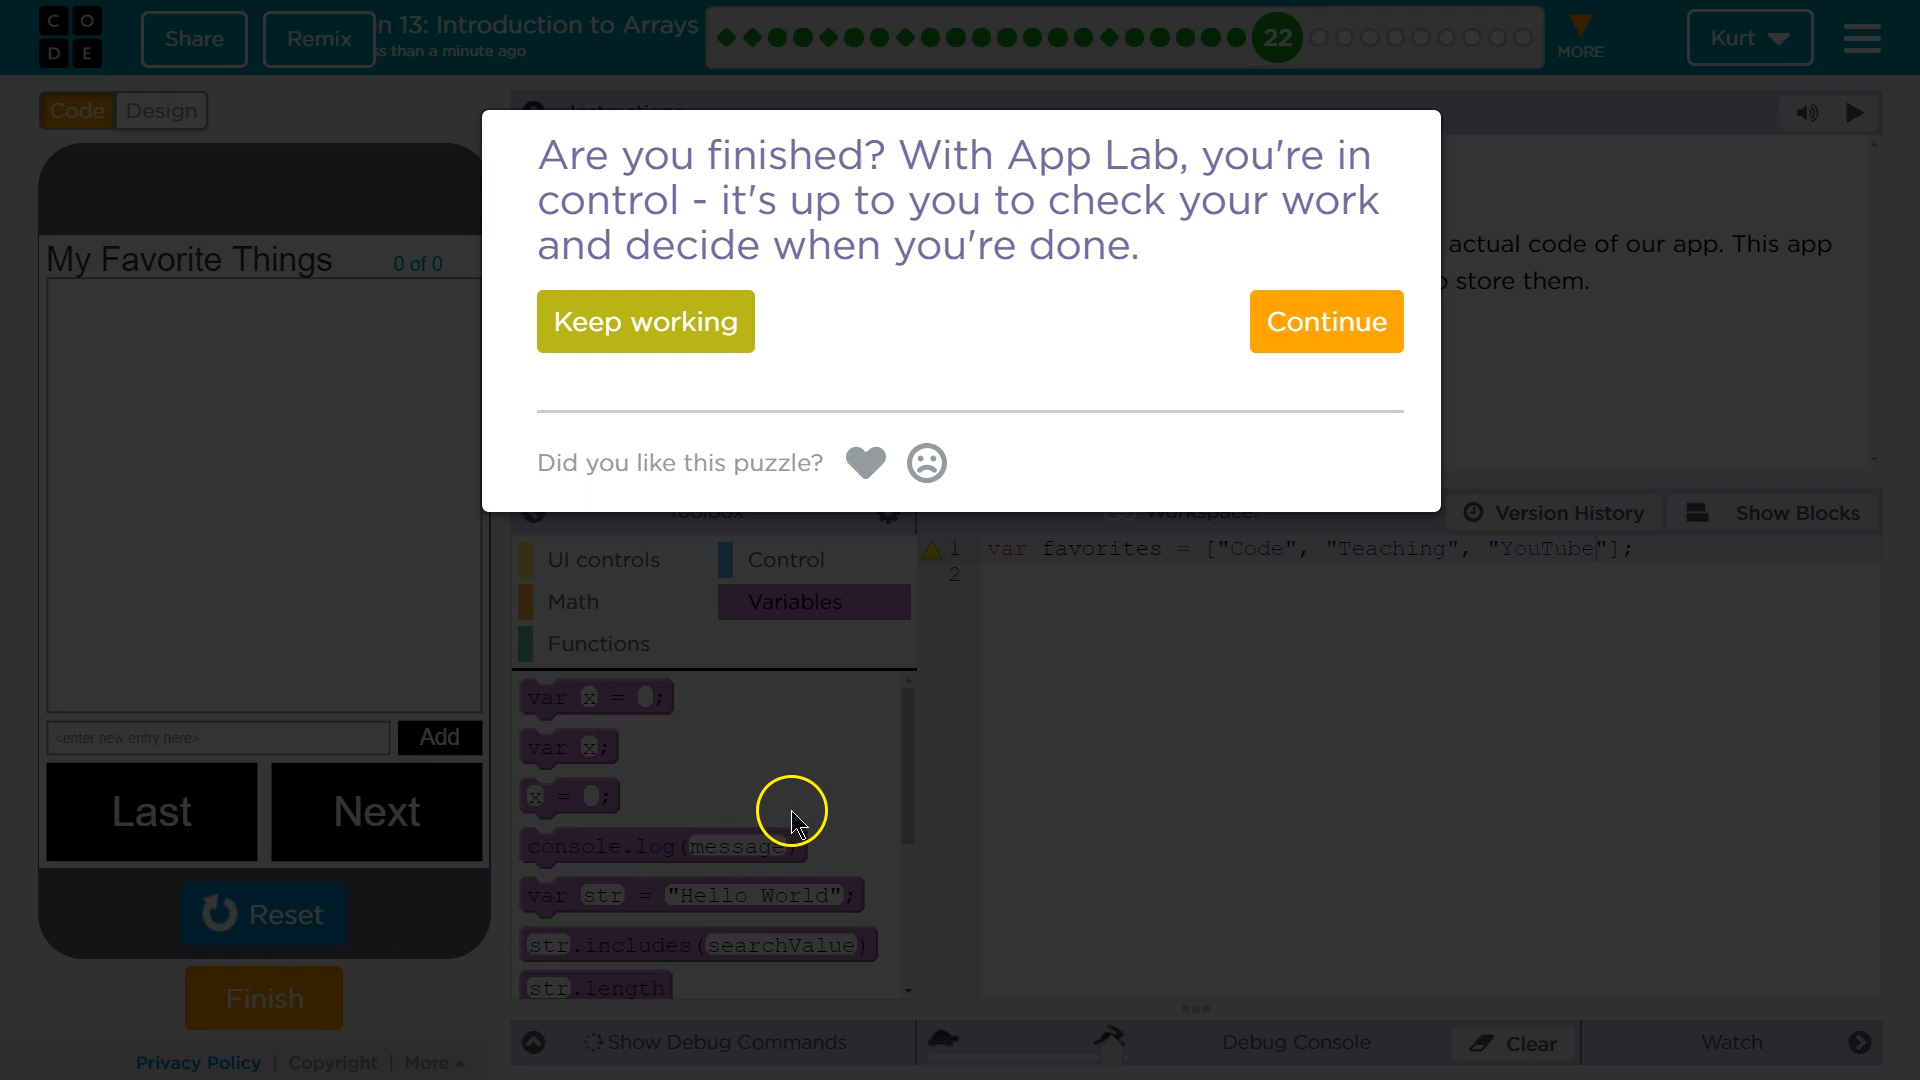 C O
D E
Share
Remix
n 13: Introduction to Arrays
ss than a minute ago
22
MORE
Kurt
Code
Design
Instructions
Are you finished? With App Lab, you're in
control - it's up to you to check your work
and decide when you're done.
Keep working
Continue
Did you like this puzzle?
actual code of our app. This app
store them.
My Favorite Things
0 of 0
<enter new entry here>
Add
Last
Next
Reset
Finish
Privacy Policy | Copyright | More
Toolbox
Workspace:
Version History
Show Blocks
UI controls
Control
Math
Variables
Functions
var x = ;
var x;
x = ;
console.log(message)
var str = "Hello World";
str.includes(searchValue)
str.length
1 var favorites = ["Code", "Teaching", "YouTube"];
2
Show Debug Commands
Debug Console
Clear
Watch